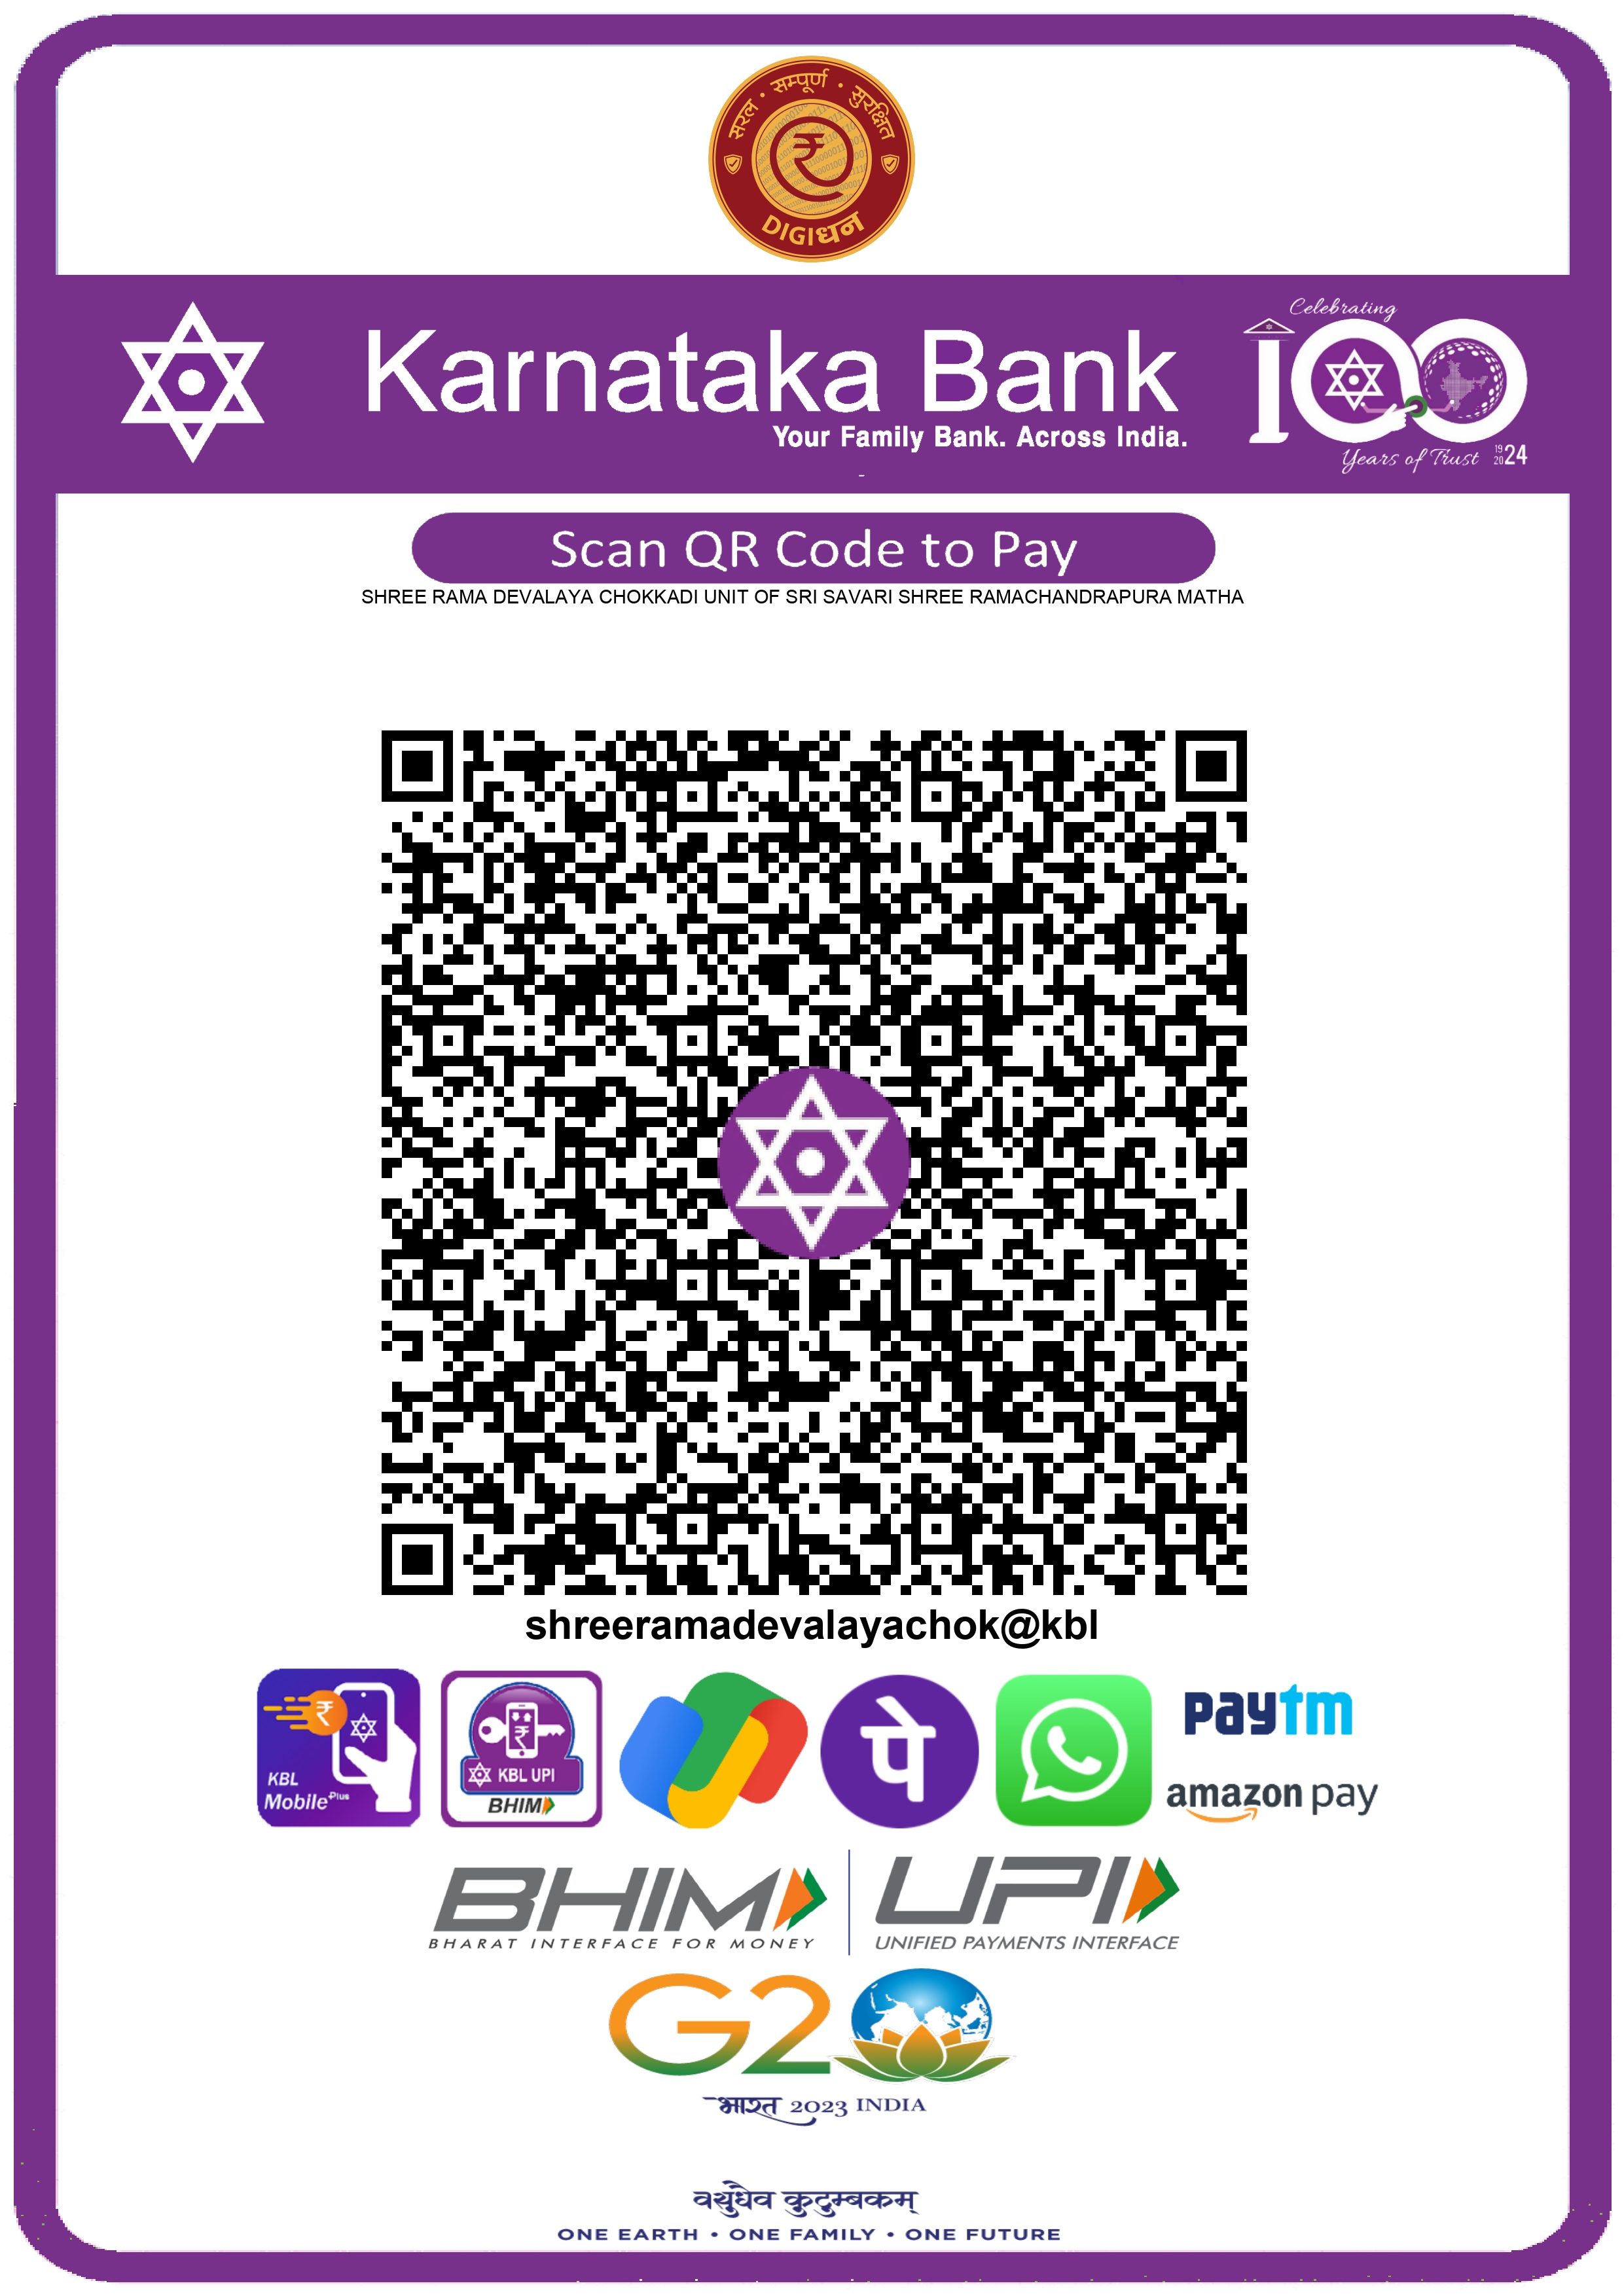 सरल • सम्पूर्ण • सुरक्षित
DIGIधन
Karnataka Bank
Your Family Bank. Across India.
Celebrating
100
Years of Trust 19 2024
Scan QR Code to Pay
SHREE RAMA DEVALAYA CHOKKADI UNIT OF SRI SAVARI SHREE RAMACHANDRAPURA MATHA
shreeramadevalayachok@kbl
KBL
Mobile Plus
KBL UPI
BHIM
पे
paytm
amazon pay
BHIM
BHARAT INTERFACE FOR MONEY
UPI
UNIFIED PAYMENTS INTERFACE
G20
भारत 2023 INDIA
वसुधैव कुटुम्बकम्
ONE EARTH • ONE FAMILY • ONE FUTURE